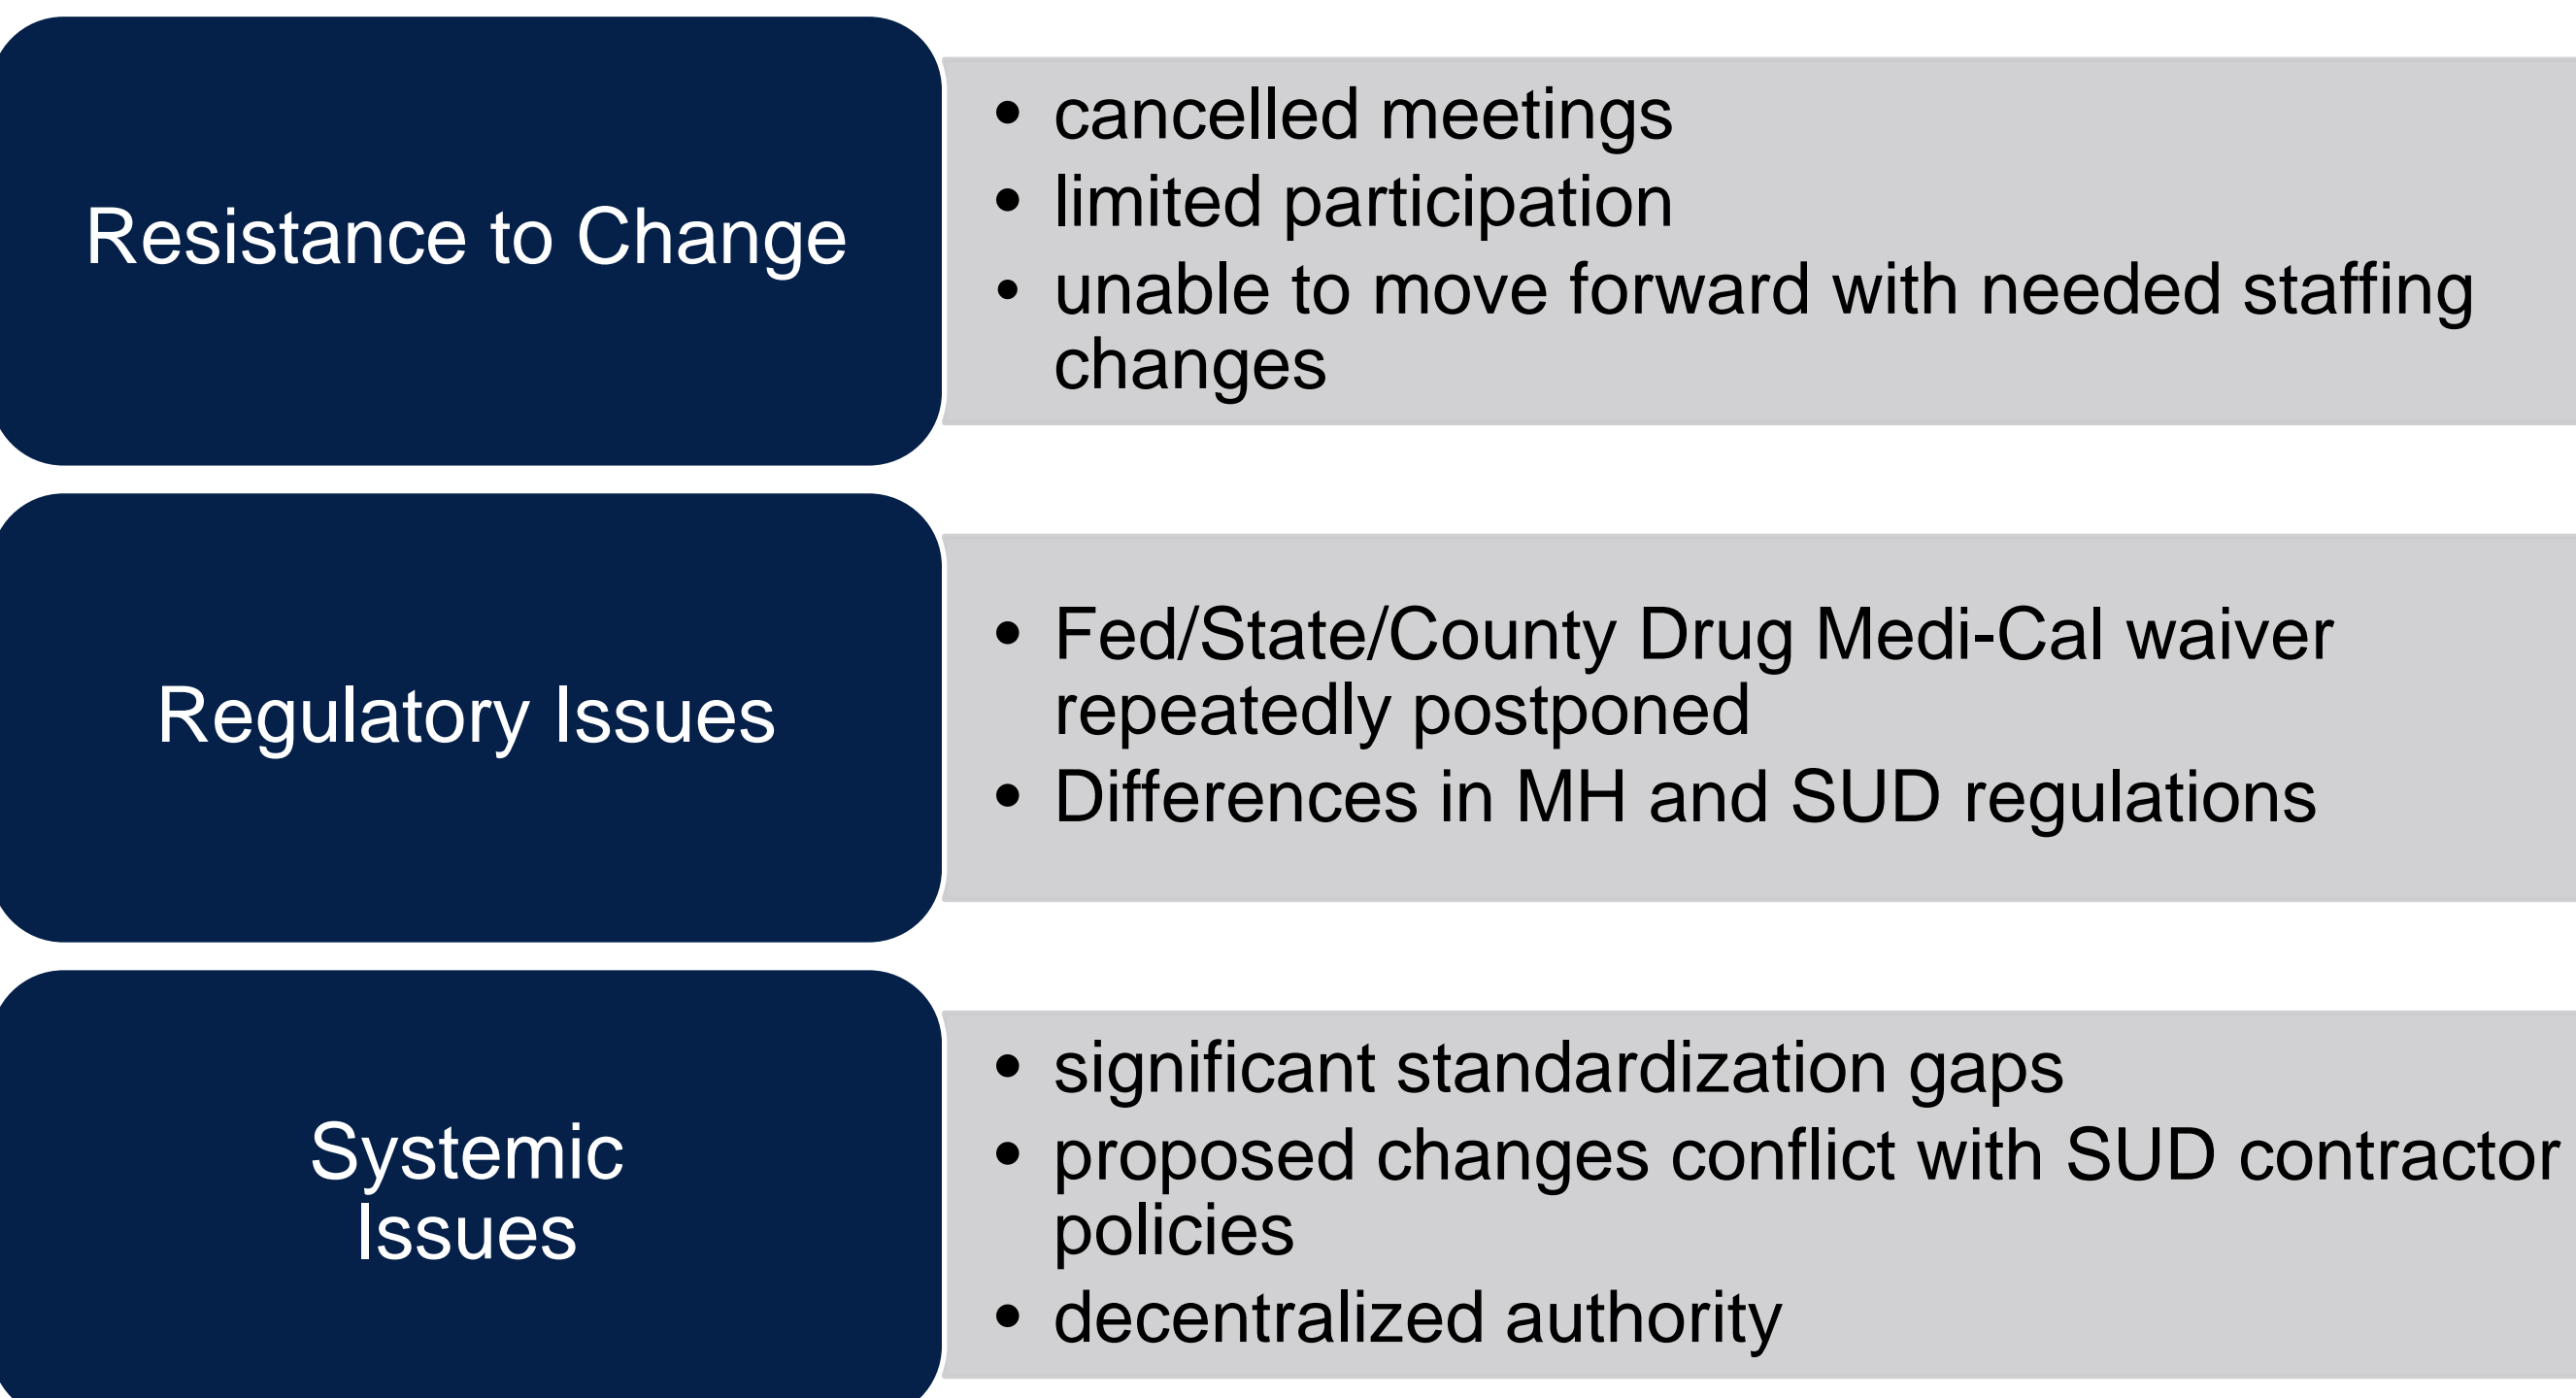 Resistance to Change
• cancelled meetings
• limited participation
• unable to move forward with needed staffing
changes
Regulatory Issues
• Fed/State/County Drug Medi-Cal waiver
repeatedly postponed
• Differences in MH and SUD regulations
Systemic
Issues
• significant standardization gaps
• proposed changes conflict with SUD contractor
policies
• decentralized authority